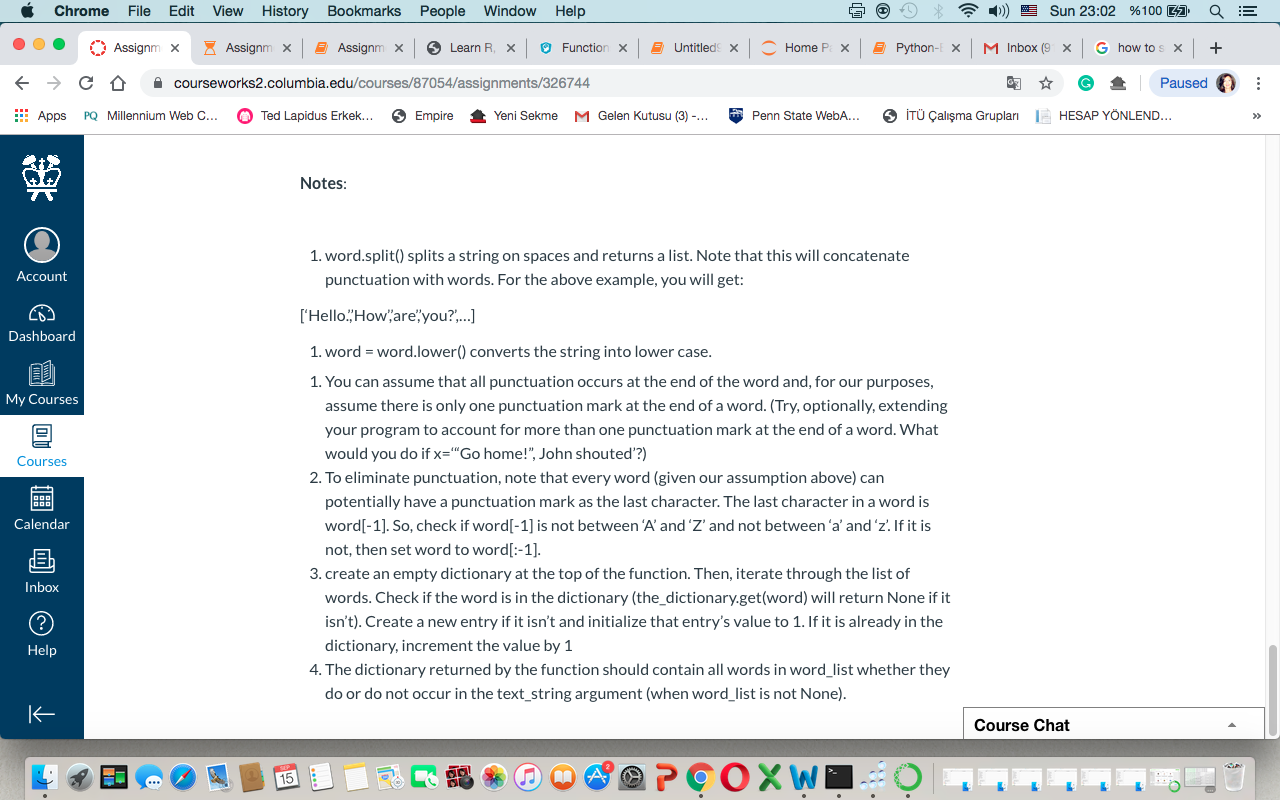 Chrome File Edit View History Bookmarks People Window Help Sun 23:02 %100
Assignm Assignm Assignm Learn R, Function Home P Python- Inbox (9 how to s
courseworks2.columbia.edu/courses/87054/assignments/326744 Paused
Apps PQ Millennium Web C... Ted Lapidus Erkek... Empire Yeni Sekme Gelen Kutusu (3) -... Penn State WebA... İTÜ Çalışma Grupları HESAP YÖNLEND... »
Account
Dashboard
My Courses
Courses
Calendar
Inbox
Help
Notes:
1. word.split() splits a string on spaces and returns a list. Note that this will concatenate
punctuation with words. For the above example, you will get:
[‘Hello.’,’How’,’are’,’you?’,…]
1. word = word.lower() converts the string into lower case.
1. You can assume that all punctuation occurs at the end of the word and, for our purposes,
assume there is only one punctuation mark at the end of a word. (Try, optionally, extending
your program to account for more than one punctuation mark at the end of a word. What
would you do if x=‘“Go home!”, John shouted’?)
2. To eliminate punctuation, note that every word (given our assumption above) can
potentially have a punctuation mark as the last character. The last character in a word is
word[-1]. So, check if word[-1] is not between ‘A’ and ‘Z’ and not between ‘a’ and ‘z’. If it is
not, then set word to word[:-1].
3. create an empty dictionary at the top of the function. Then, iterate through the list of
words. Check if the word is in the dictionary (the_dictionary.get(word) will return None if it
isn’t). Create a new entry if it isn’t and initialize that entry’s value to 1. If it is already in the
dictionary, increment the value by 1
4. The dictionary returned by the function should contain all words in word_list whether they
do or do not occur in the text_string argument (when word_list is not None).
Course Chat
SEP
15
2